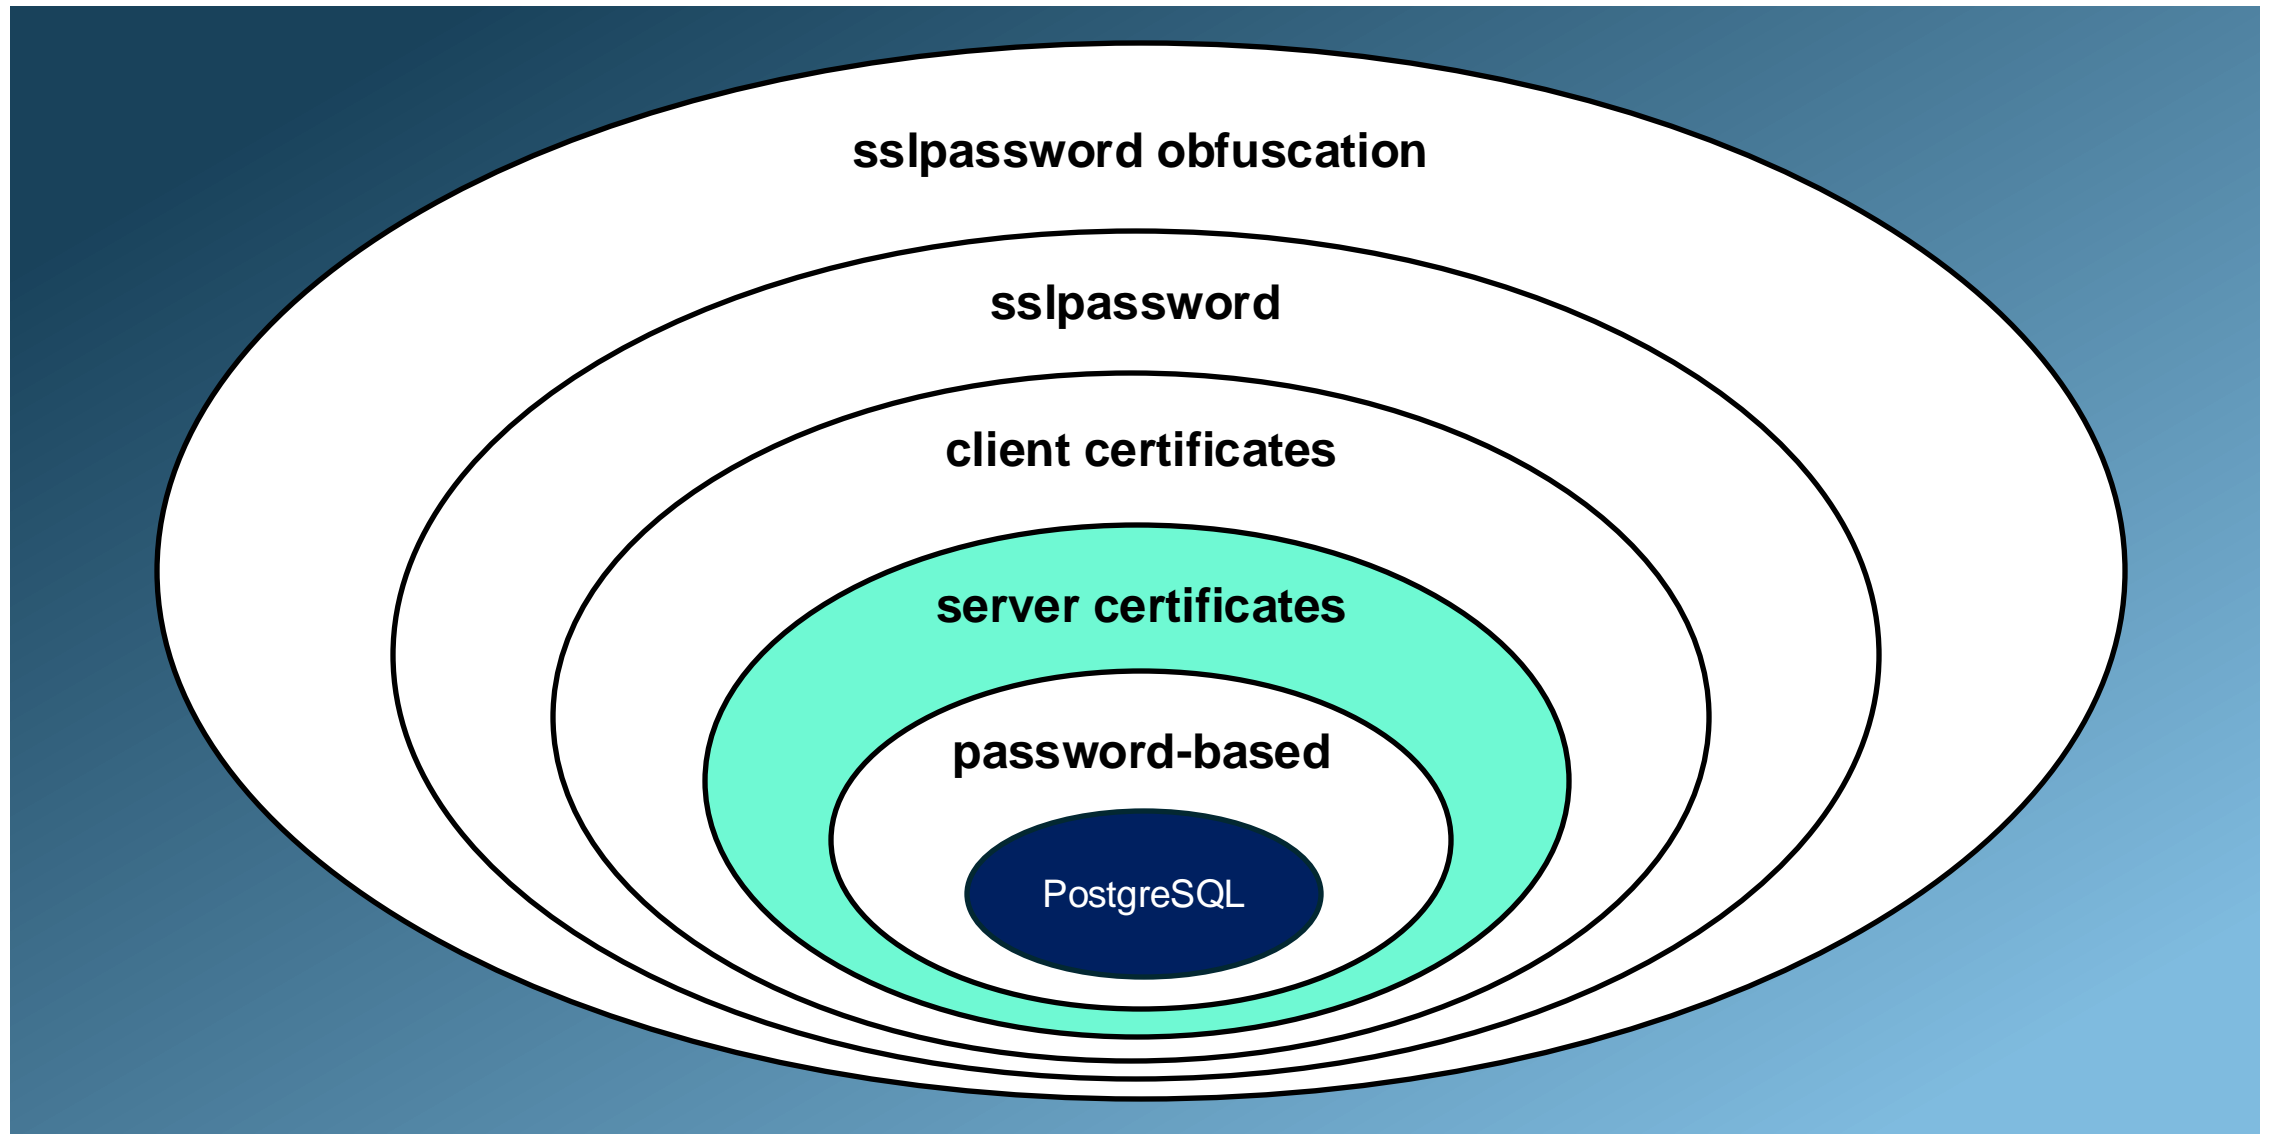 sslpassword obfuscation
sslpassword
client certificates
server certificates
password-based
PostgreSQL